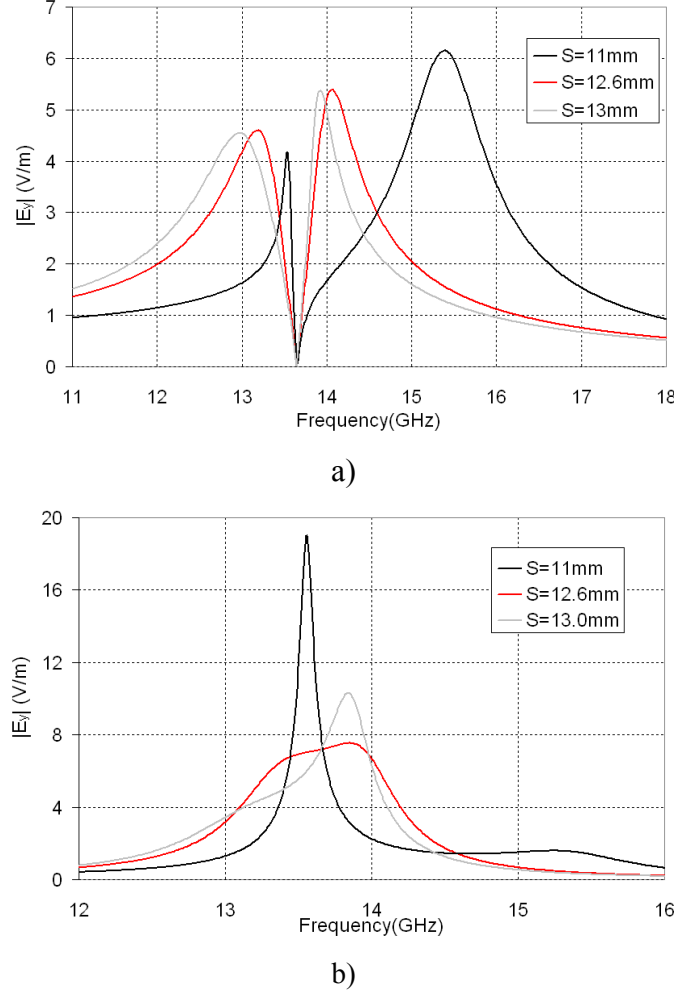 7
6
5
4
3
2
1
0
|Ey| (V/m)
S=11mm
S=12.6mm
S=13mm
11 12 13 14 15 16 17 18
Frequency(GHz)
a)
20
16
12
8
4
0
|Ey| (V/m)
S=11mm
S=12.6mm
S=13.0mm
12 13 14 15 16
Frequency(GHz)
b)